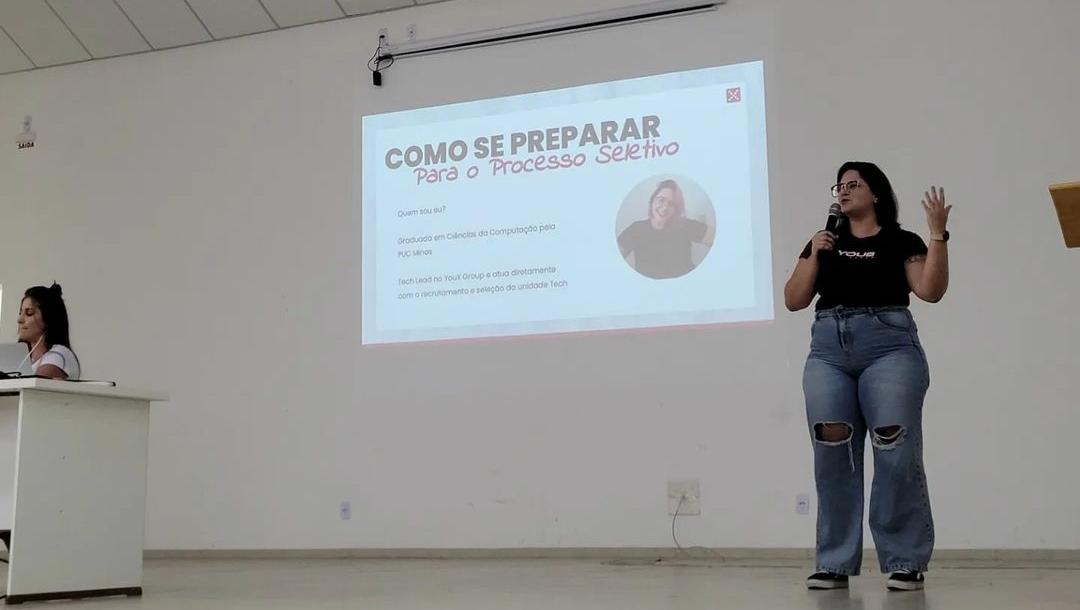 COMO SE PREPARAR
Para o Processo Seletivo
Quem sou eu?
Graduada em Ciências da Computação pela
PUC Minas
Tech Lead no YouX Group e atua diretamente
com o recrutamento e seleção da unidade Tech
SAÍDA